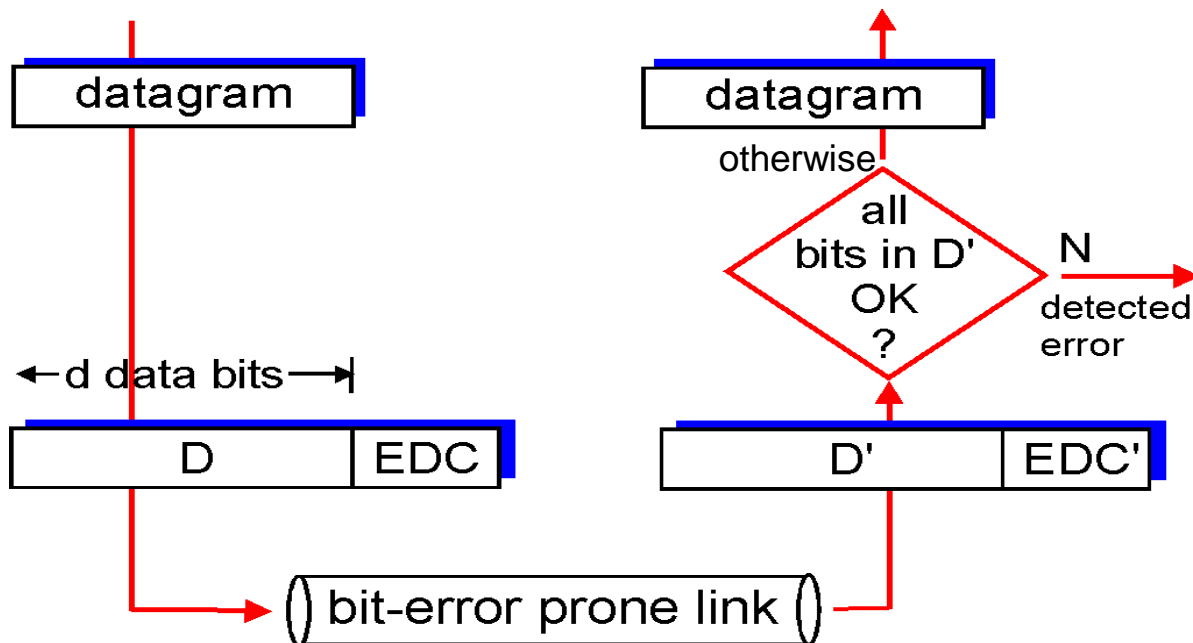 datagram
d data bits
D EDC
bit-error prone link
datagram
otherwise
all
bits in D'
OK
?
N
detected
error
D' EDC'